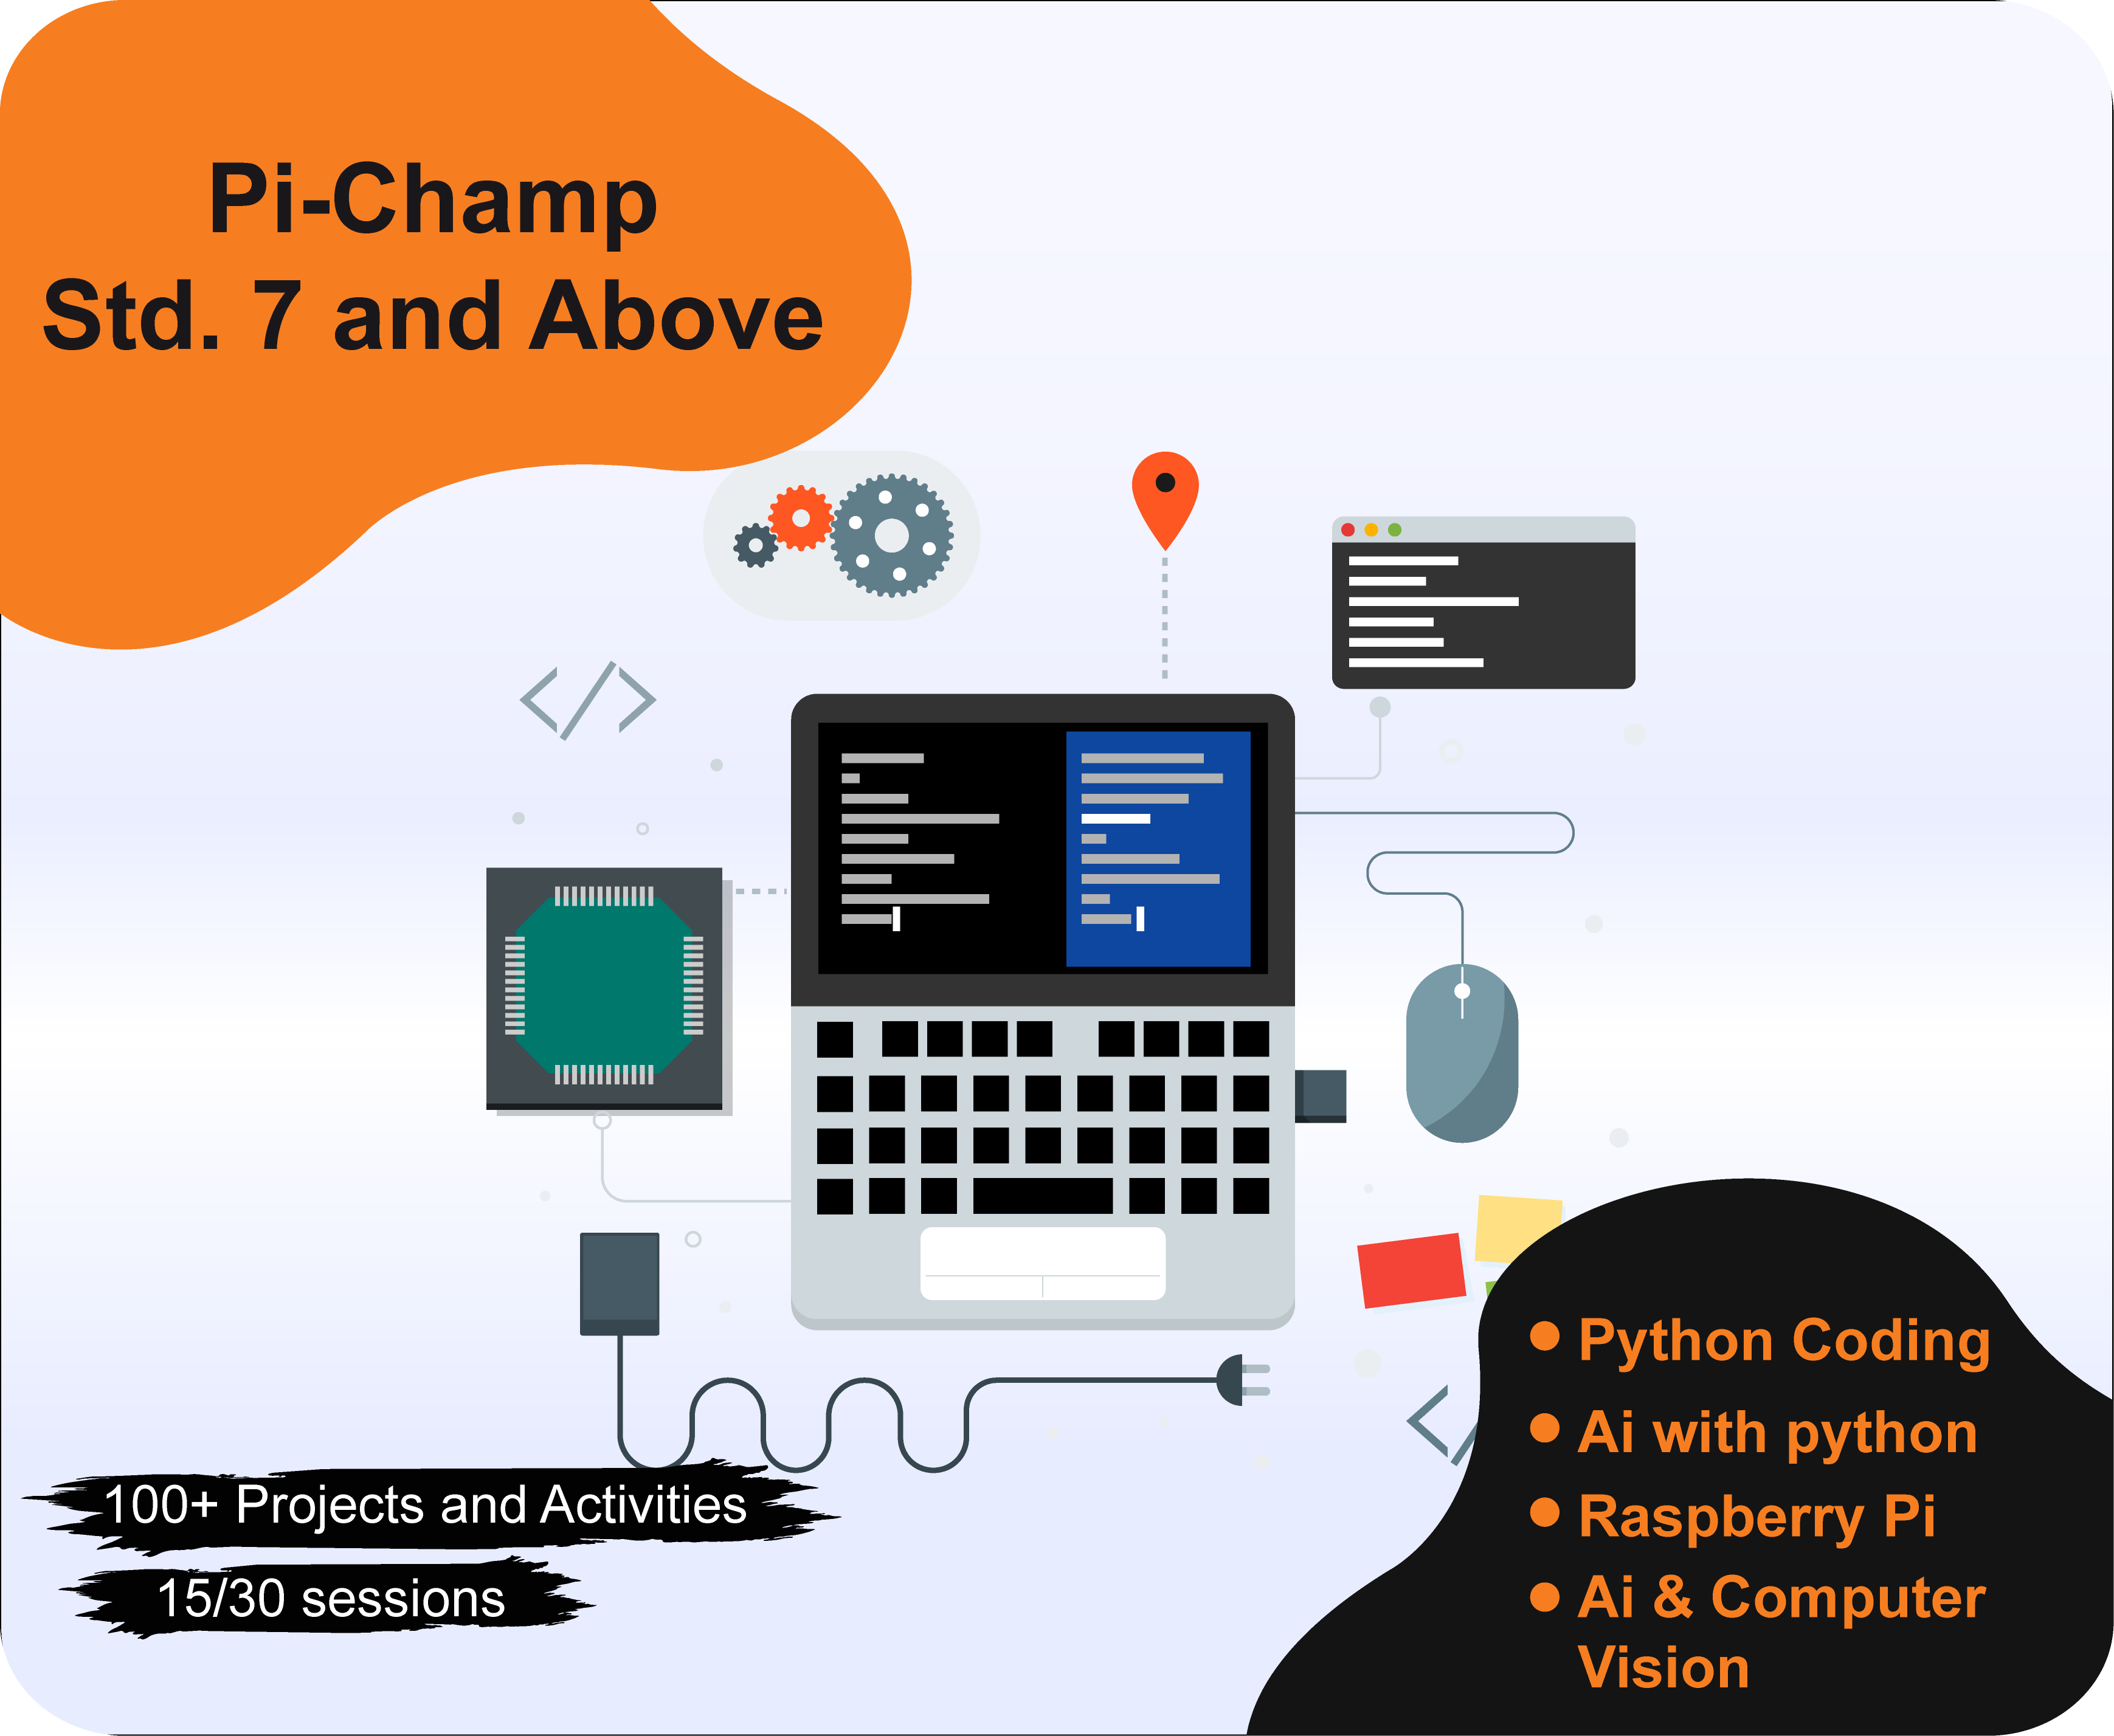 Pi-Champ
Std. 7 and Above
100+ Projects and Activities
15/30 sessions
Python Coding
Ai with python
Raspberry Pi
Ai & Computer
Vision